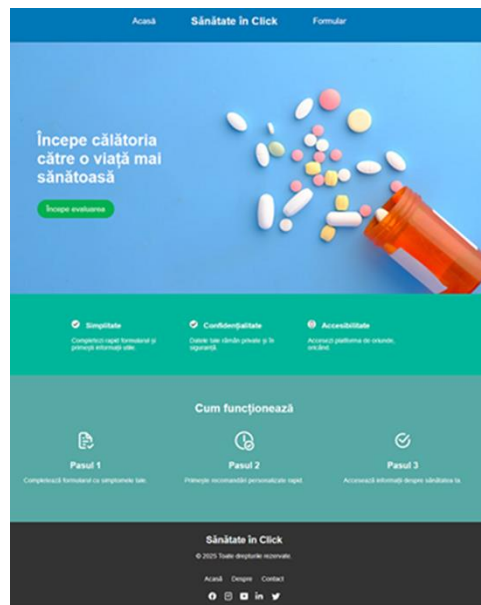 Acasă
Sănătate în Click
Formular
Începe călătoria
către o viață mai
sănătoasă
Începe evaluarea
Simplitate
Completezi rapid formularul și
primești informații utile.
Confidențialitate
Datele tale rămân private și în
siguranță.
Accesibilitate
Accesezi platforma de oriunde,
oricând.
Cum funcționează
Pasul 1
Completează formularul cu simptomele tale.
Pasul 2
Primește recomandări personalizate rapid.
Pasul 3
Accesează informații despre sănătatea ta.
Sănătate în Click
© 2025 Toate drepturile rezervate.
Acasă Despre Contact